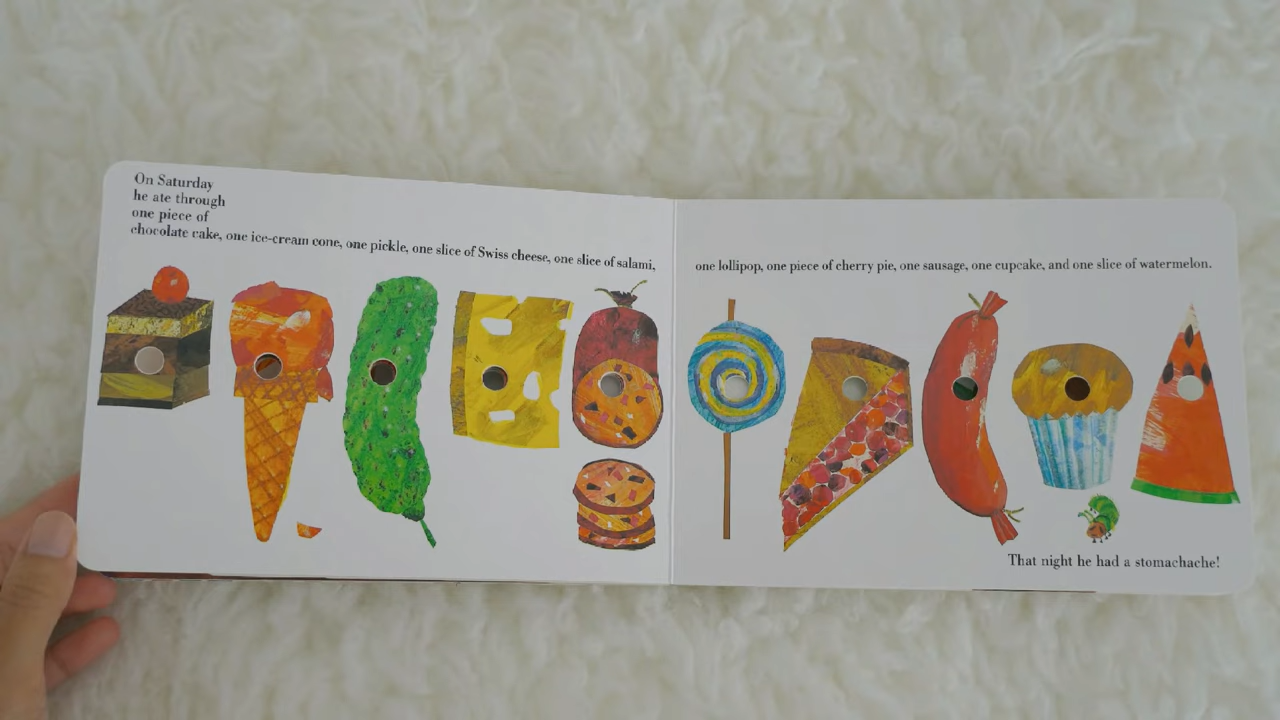 On Saturday
he ate through
one piece of
chocolate cake, one ice-cream cone, one pickle, one slice of Swiss cheese, one slice of salami,
one lollipop, one piece of cherry pie, one sausage, one cupcake, and one slice of watermelon.
That night he had a stomachache!